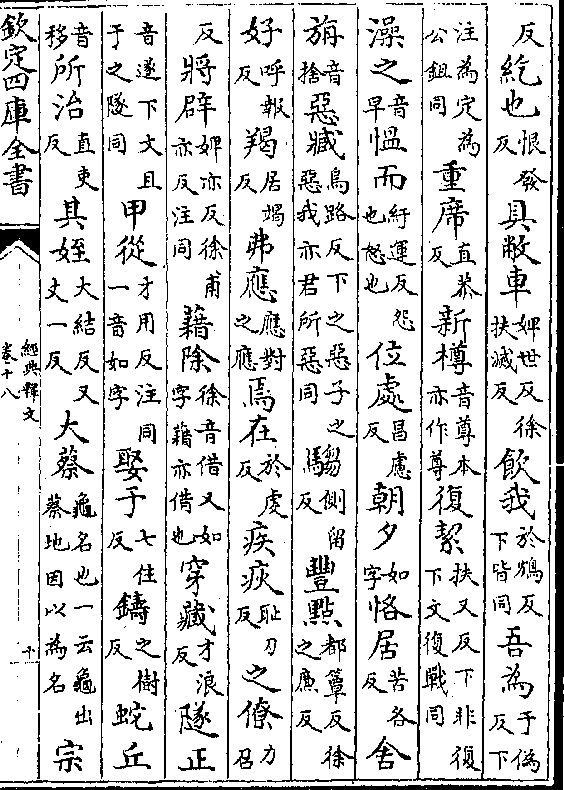 反紇也恨發反具敝車婢世反徐扶滅反飲我於鴆反下皆同吾為于偽反下
注為定為公鉏同重席直恭反新樽音尊本亦作尊復絜扶又反下非復下文復戰同
澡之音早慍而紆運反怨也怒也位處昌慮反朝夕如字恪居苦各反舍
旃音捨惡臧烏路反下之惡子之惡我亦君所惡同騶側留反豐點都簟反徐之廉反
好呼報反羯居竭反弗應應對之應焉在於虔反疾疢耻刃反之僚力召
反將辟婢亦反徐甫亦反注同藉除徐音借又如字藉亦借也穿藏才浪反隧正
音遂下文且于之隧同甲從才用反注同一音如字娶于七住反鑄之樹反蛇丘
音移所治直吏反其姪大結反又丈一反大蔡龜名也一云龜出蔡地因以為名宗
欽定四庫全書
經典釋文
卷十八
十